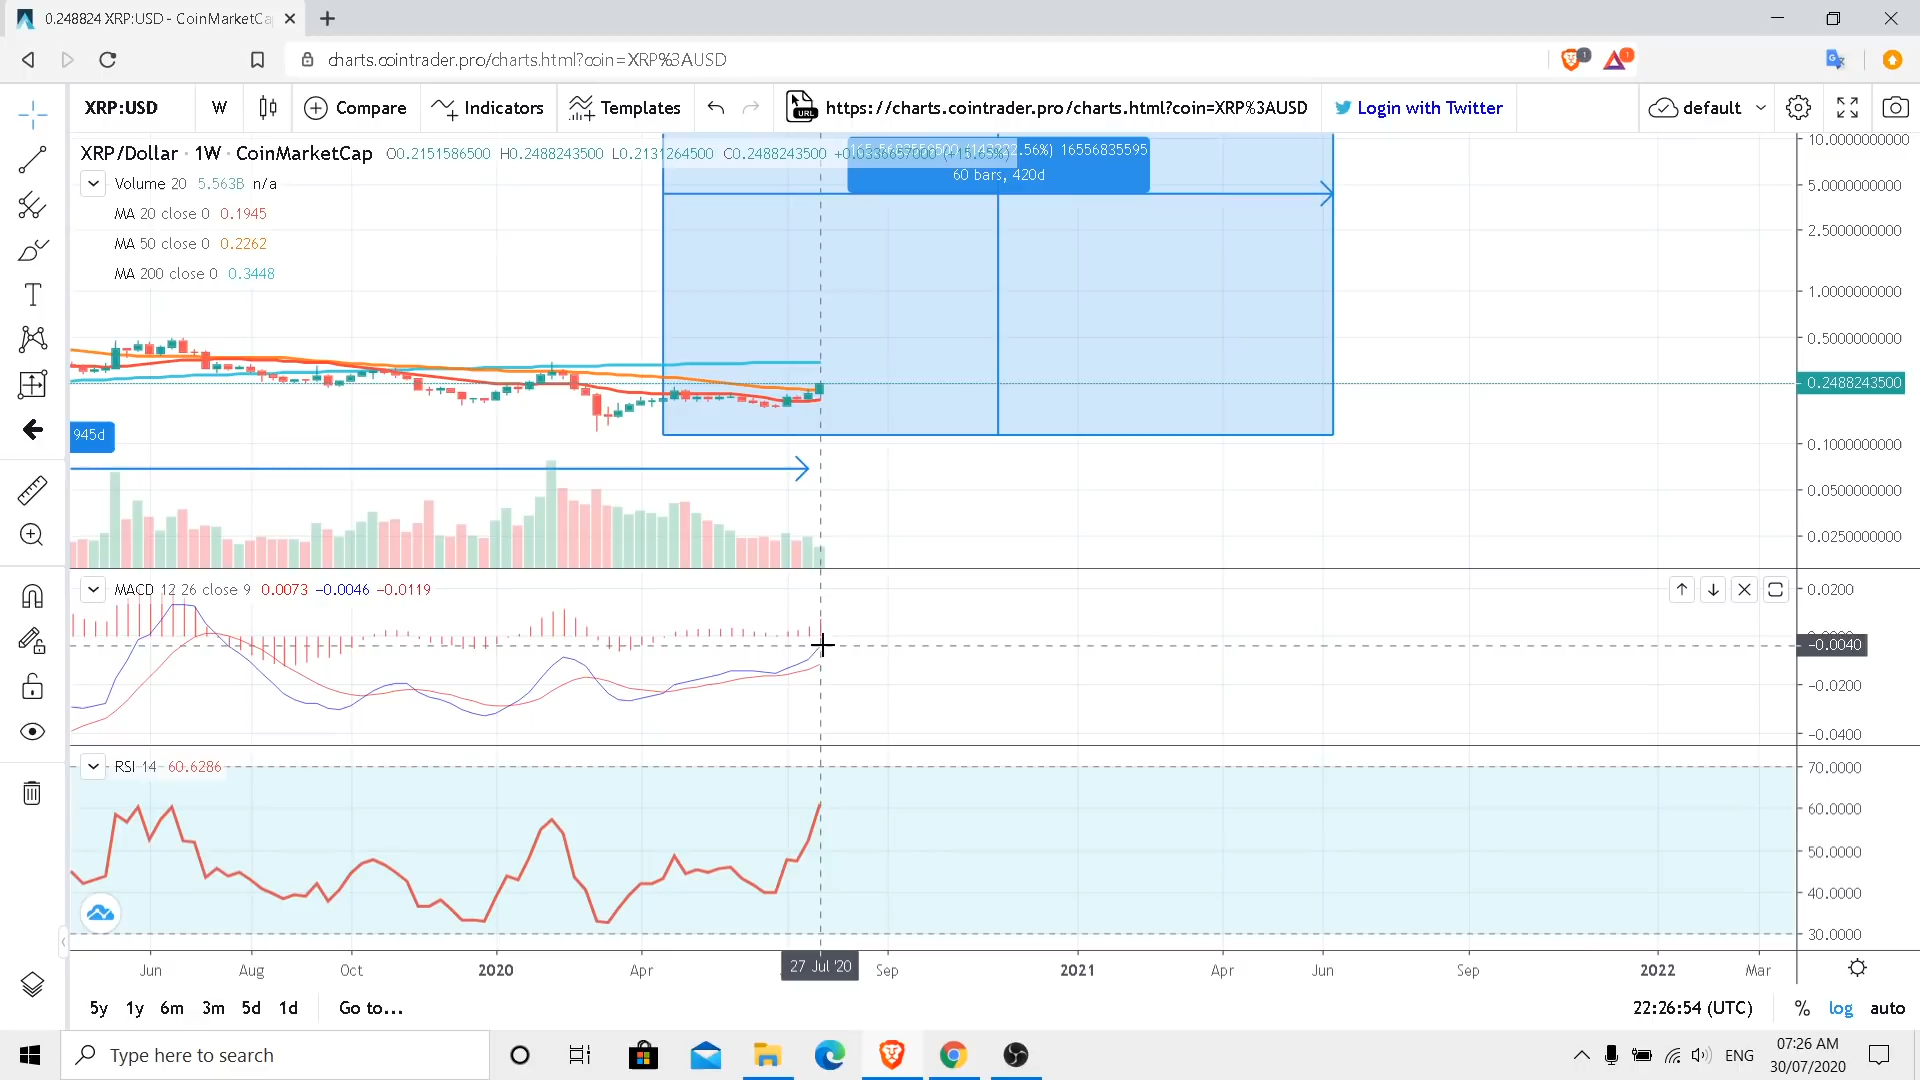 0.248824 XRP:USD - CoinMarketCa
charts.cointrader.pro/charts.html?coin=XRP%3AUSD
1
1
XRP:USD
W
Compare
Indicators
Templates
URL
https://charts.cointrader.pro/charts.html?coin=XRP%3AUSD
Login with Twitter
default
XRP/Dollar · 1W · CoinMarketCap O0.2151586500 H0.2488243500 L0.2131264500 C0.2488243500
16556835595
60 bars, 420d
Volume 20 5.563B n/a
MA 20 close 0 0.1945
MA 50 close 0 0.2262
MA 200 close 0 0.3448
945d
10.0000000000
5.0000000000
2.5000000000
1.0000000000
0.5000000000
0.2488243500
0.1000000000
0.0500000000
0.0250000000
MACD 12 26 close 9 0.0073 −0.0046 −0.0119
0.0200
−0.0040
−0.0200
−0.0400
RSI 14 60.6286
70.0000
60.0000
50.0000
40.0000
30.0000
Jun Aug Oct 2020 Apr 27 Jul '20 Sep 2021 Apr Jun Sep 2022 Mar
5y 1y 6m 3m 5d 1d Go to...
22:26:54 (UTC) % log auto
Type here to search
ENG
07:26 AM
30/07/2020